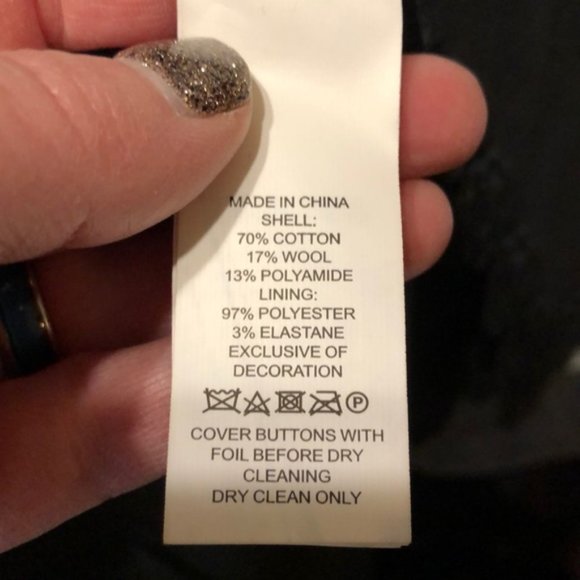 MADE IN CHINA
SHELL:
70% COTTON
17% WOOL
13% POLYAMIDE
LINING:
97% POLYESTER
3% ELASTANE
EXCLUSIVE OF
DECORATION
P
COVER BUTTONS WITH
FOIL BEFORE DRY
CLEANING
DRY CLEAN ONLY